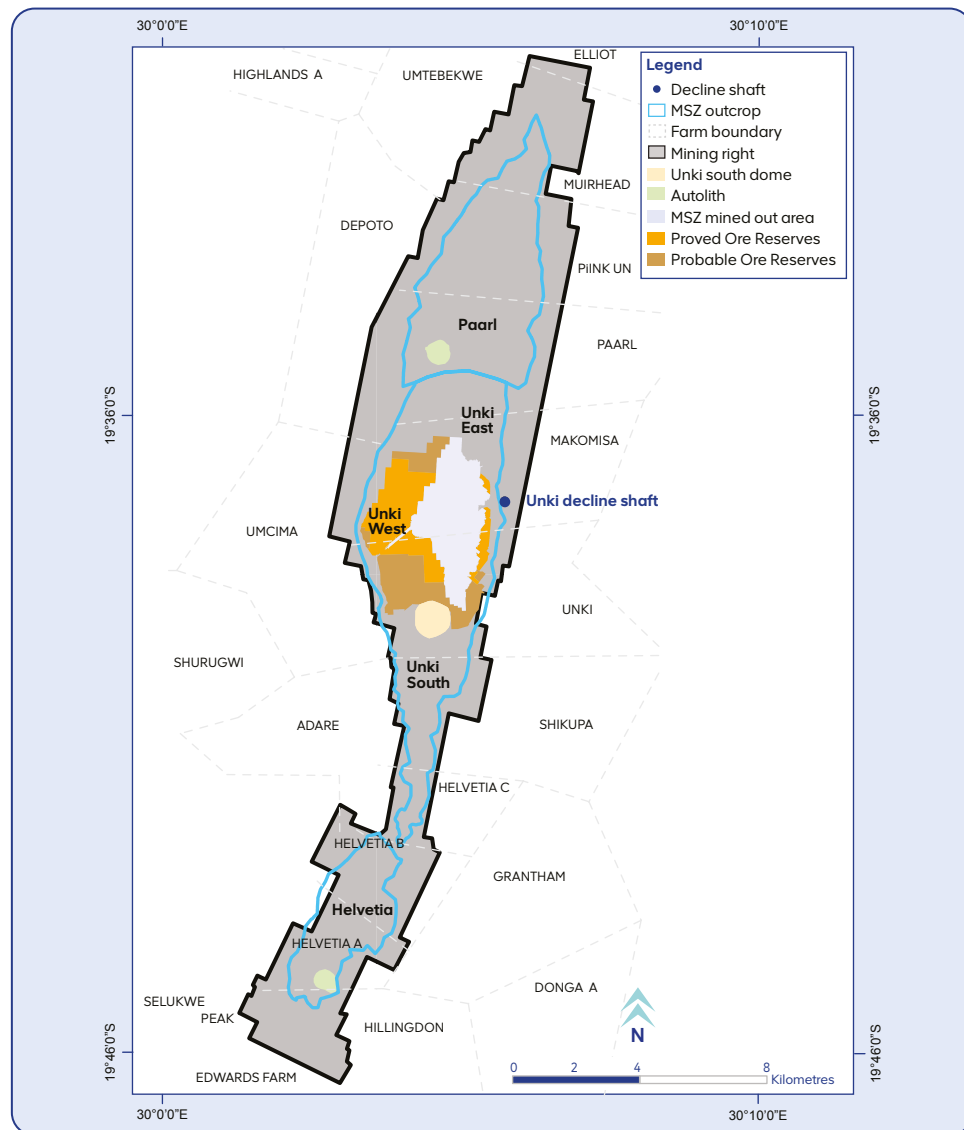 30°0'0"E
30°10'0"E
ELLIOT
HIGHLANDS A
UMTEBEKWE
Legend
Decline shaft
MSZ outcrop
Farm boundary
Mining right
Unki south dome
Autolith
MSZ mined out area
Proved Ore Reserves
Probable Ore Reserves
MUIRHEAD
DEPOTO
PiINK UN
Paarl
PAARL
19°36'0"S
19°36'0"S
Unki
East
MAKOMISA
Unki decline shaft
Unki
West
UMCIMA
UNKI
SHURUGWI
Unki
South
ADARE
SHIKUPA
HELVETIA C
HELVETIA B
GRANTHAM
Helvetia
HELVETIA A
DONGA A
SELUKWE
PEAK
HILLINGDON
N
19°46'0"S
19°46'0"S
EDWARDS FARM
0 2 4 8
Kilometres
30°0'0"E
30°10'0"E